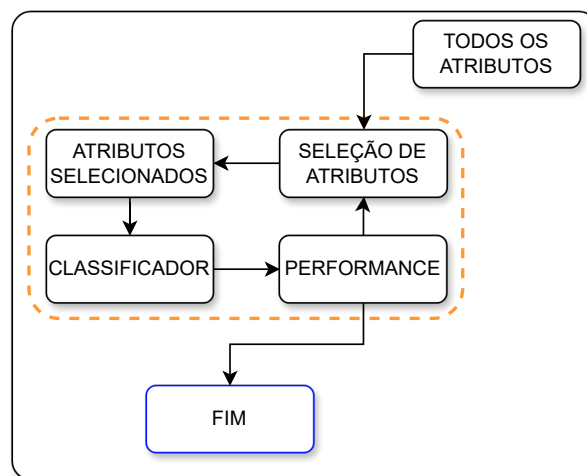 TODOS OS
ATRIBUTOS
ATRIBUTOS
SELECIONADOS
SELEÇÃO DE
ATRIBUTOS
CLASSIFICADOR
PERFORMANCE
FIM